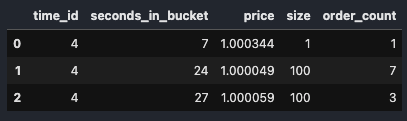 time_id seconds_in_bucket price size order_count
0 4 7 1.000344 1 1
1 4 24 1.000049 100 7
2 4 27 1.000059 100 3